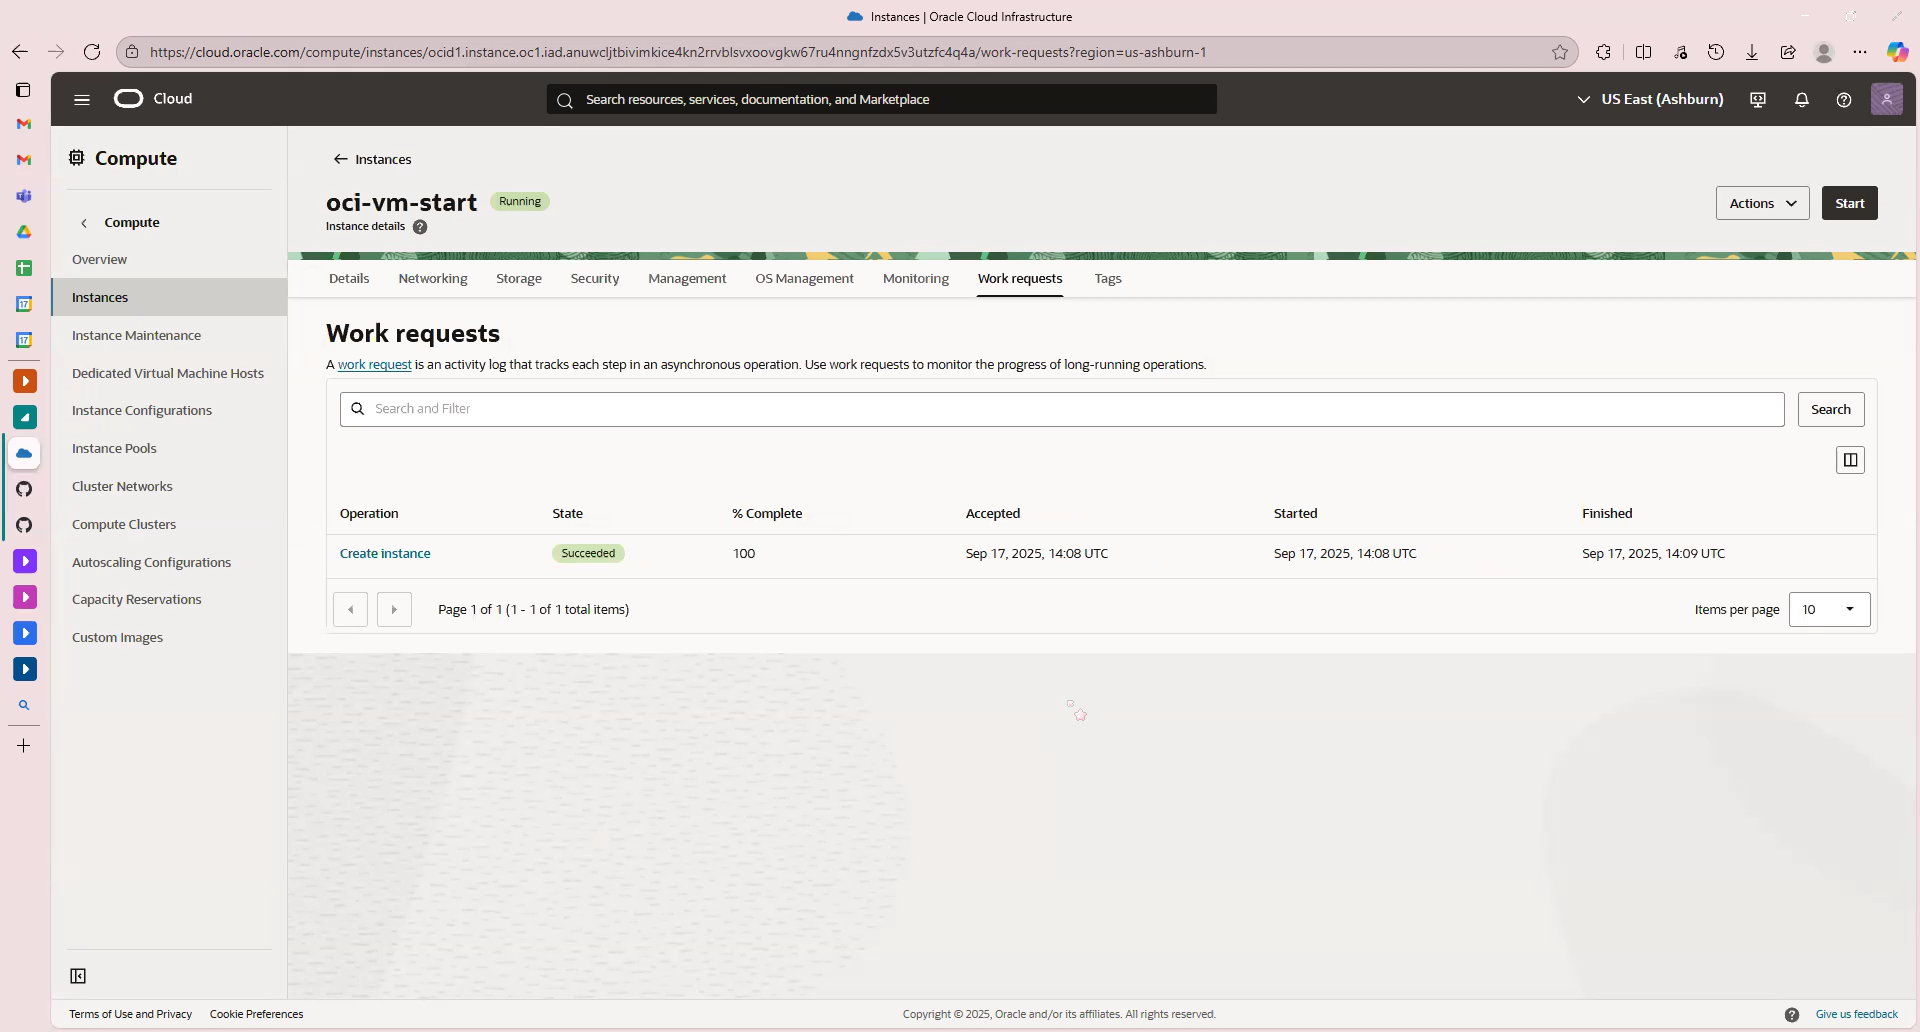 Instances | Oracle Cloud Infrastructure
https://cloud.oracle.com/compute/instances/ocid1.instance.oc1.iad.anuwcljtbivimkice4kn2rrvblsvxoovgkw67ru4nngnfzdx5v3utzfc4q4a/work-requests?region=us-ashburn-1
Cloud
Search resources, services, documentation, and Marketplace
US East (Ashburn)
Compute
Compute
Overview
Instances
Instance Maintenance
Dedicated Virtual Machine Hosts
Instance Configurations
Instance Pools
Cluster Networks
Compute Clusters
Autoscaling Configurations
Capacity Reservations
Custom Images
Instances
oci-vm-start Running
Instance details
Actions Start
Details Networking Storage Security Management OS Management Monitoring Work requests Tags
Work requests
A work request is an activity log that tracks each step in an asynchronous operation. Use work requests to monitor the progress of long-running operations.
Search and Filter Search
Operation State % Complete Accepted Started Finished
Create instance Succeeded 100 Sep 17, 2025, 14:08 UTC Sep 17, 2025, 14:08 UTC Sep 17, 2025, 14:09 UTC
Page 1 of 1 (1 - 1 of 1 total items) Items per page 10
Terms of Use and Privacy Cookie Preferences Copyright © 2025, Oracle and/or its affiliates. All rights reserved. Give us feedback